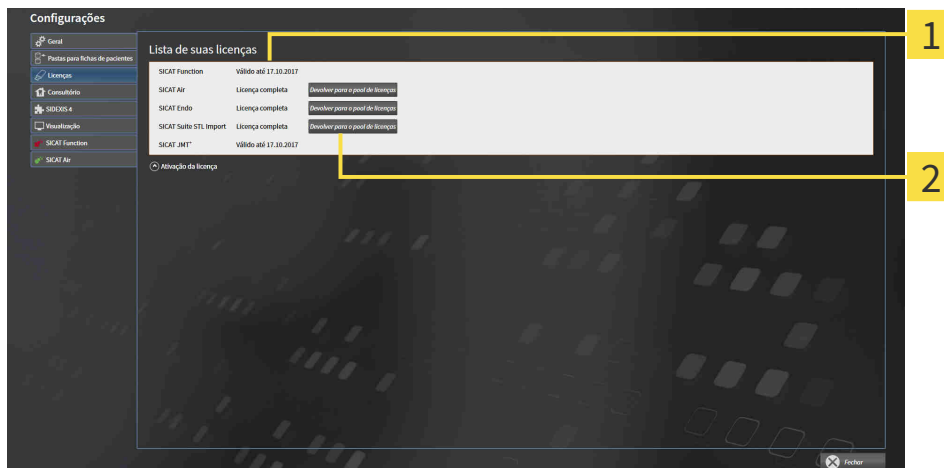 Configurações
Geral
Pastas para fichas de pacientes
Licenças
Consultório
SIDEXIS 4
Visualização
SICAT Function
SICAT Air
Lista de suas licenças
SICAT Function Válido até 17.10.2017
SICAT Air Licença completa Devolver para o pool de licenças
SICAT Endo Licença completa Devolver para o pool de licenças
SICAT Suite STL Import Licença completa Devolver para o pool de licenças
SICAT JMT⁺ Válido até 17.10.2017
Ativação da licença
Fechar
1
2